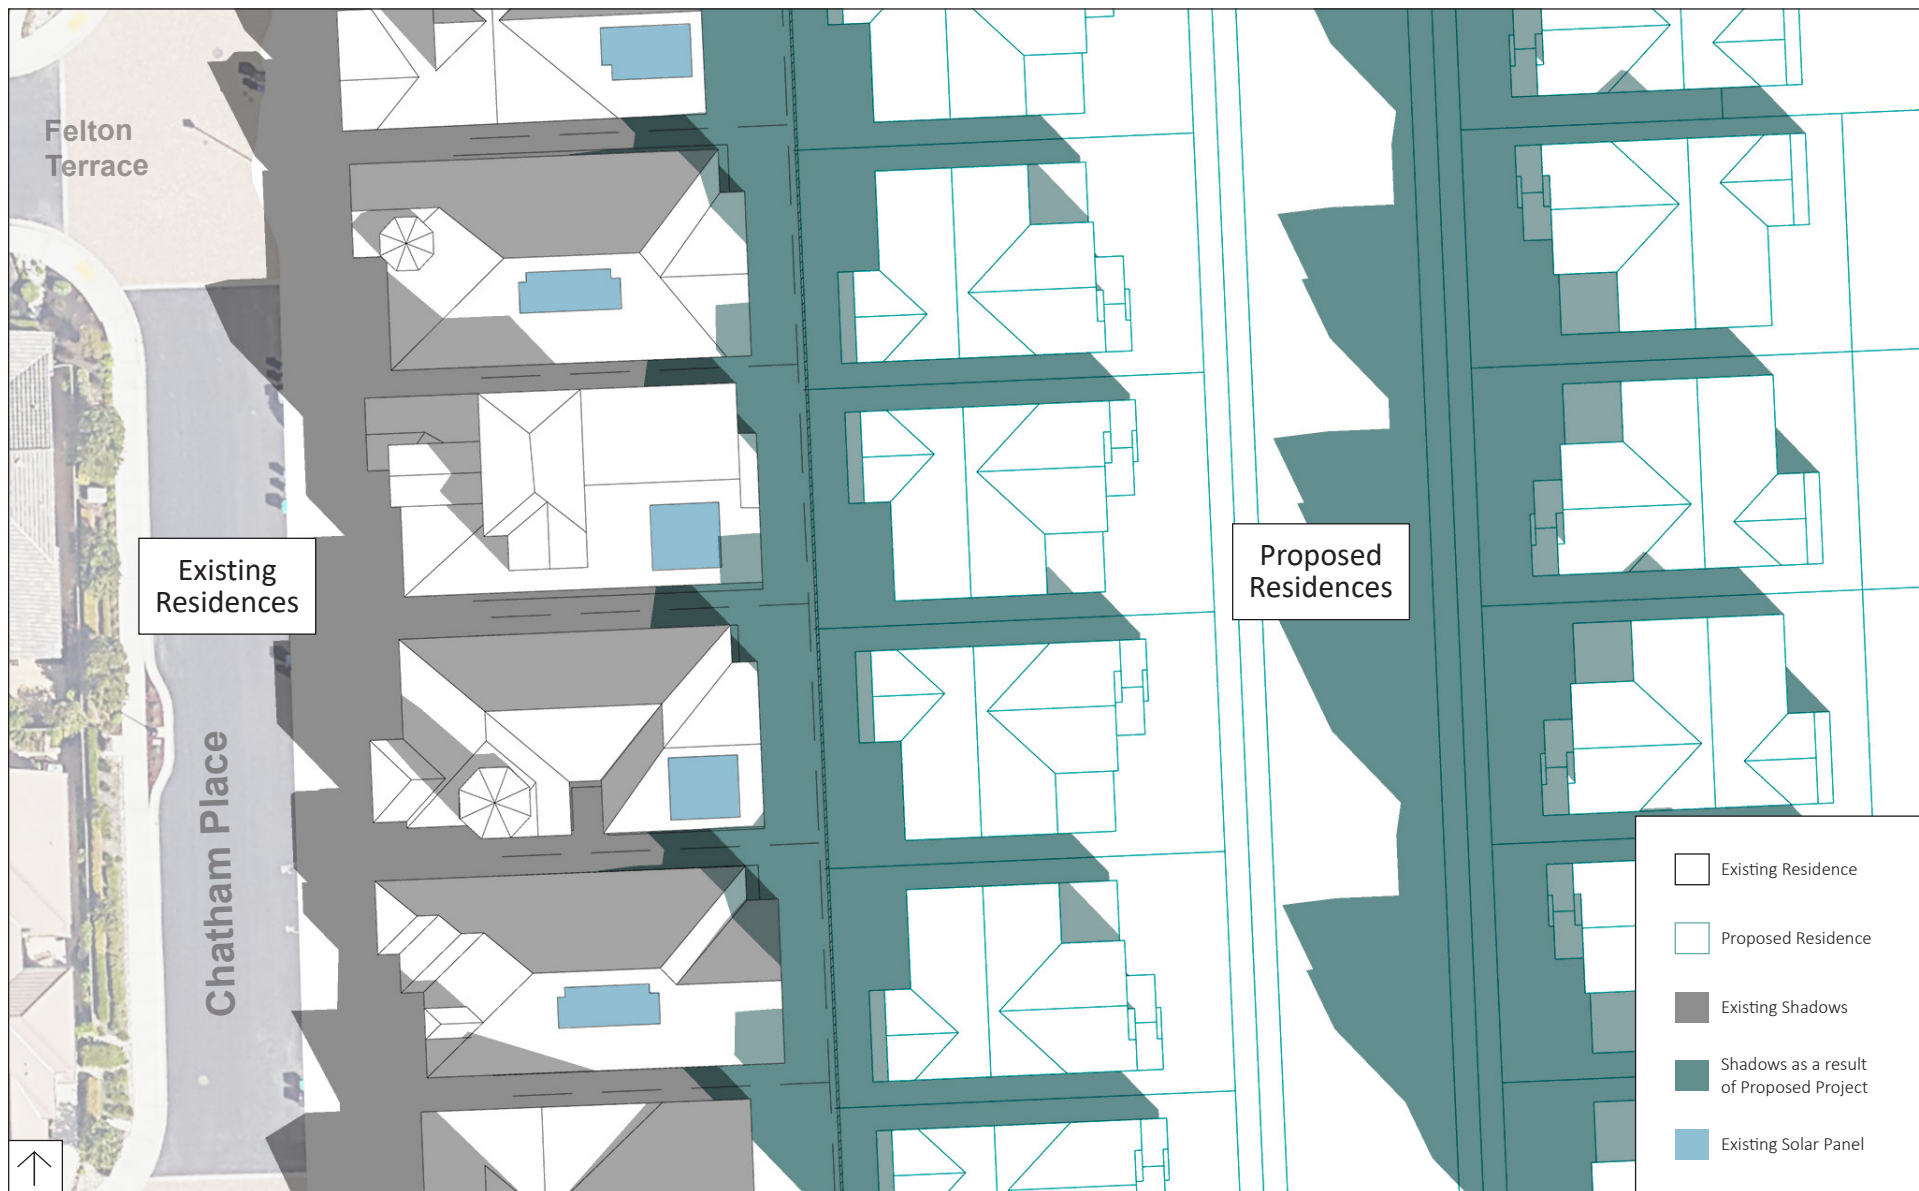 Felton
Terrace
Existing
Residences
Proposed
Residences
Chatham Place
Existing Residence
Proposed Residence
Existing Shadows
Shadows as a result
of Proposed Project
Existing Solar Panel